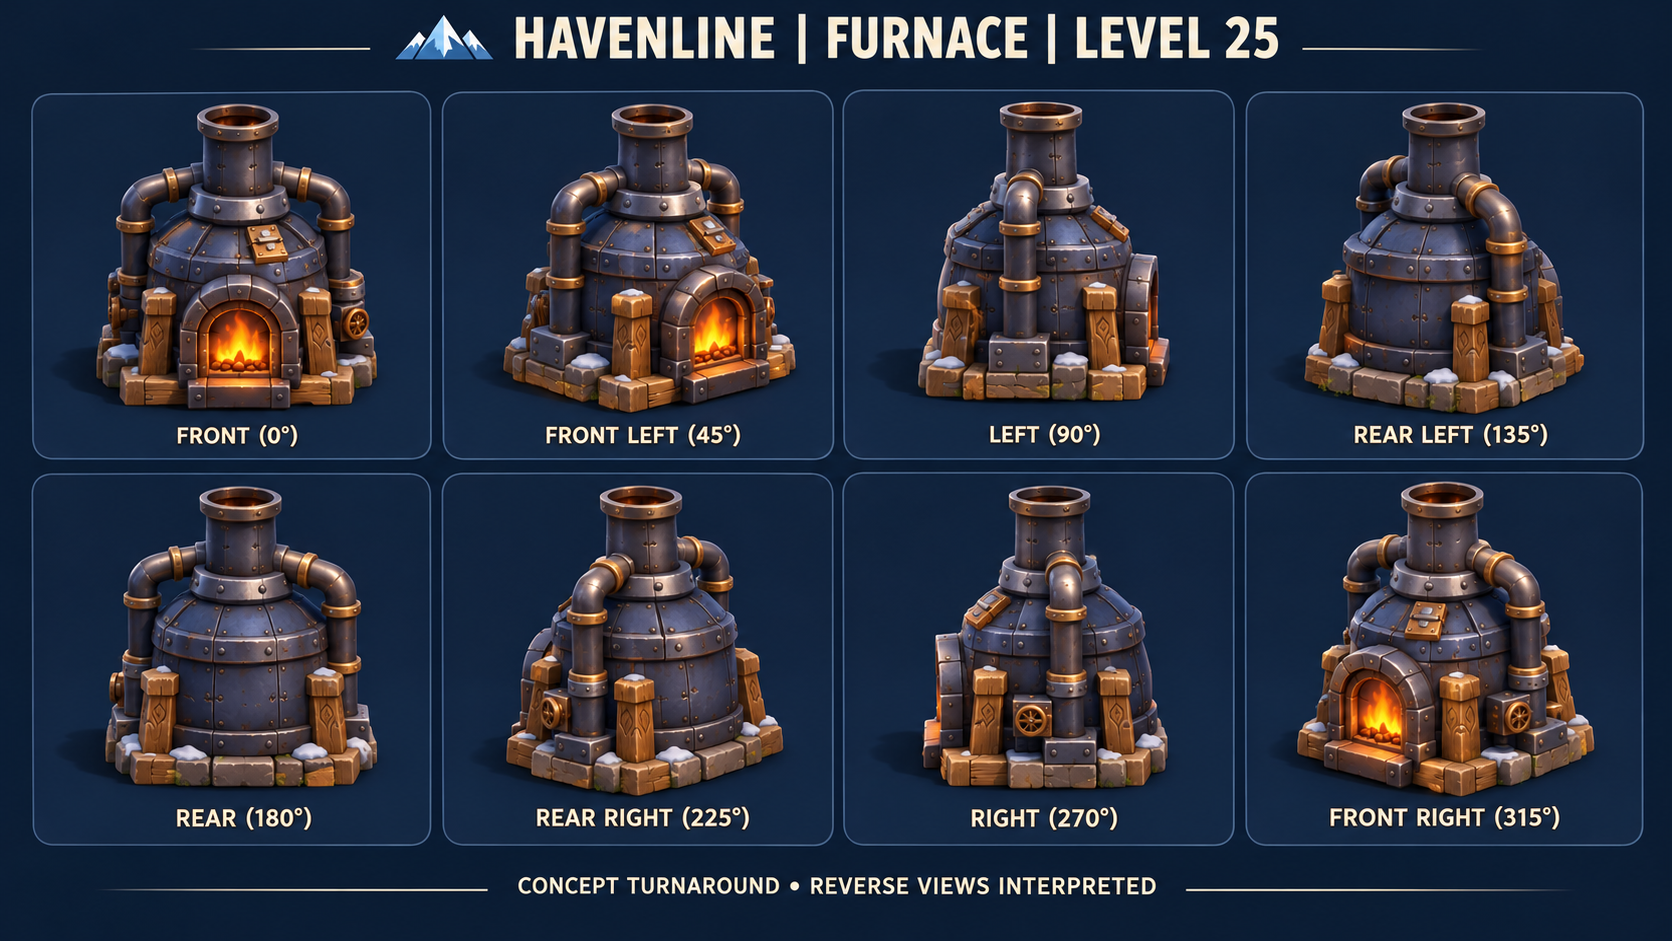 HAVENLINE | FURNACE | LEVEL 25
FRONT (0°)
FRONT LEFT (45°)
LEFT (90°)
REAR LEFT (135°)
REAR (180°)
REAR RIGHT (225°)
RIGHT (270°)
FRONT RIGHT (315°)
CONCEPT TURNAROUND • REVERSE VIEWS INTERPRETED